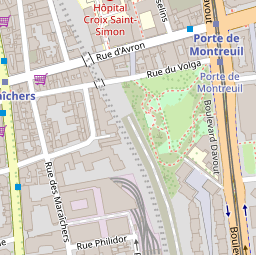 Hôpital
Croix Saint-
Simon
Rue d'Avron
Porte de
Montreuil
Rue du Volga
Porte de
Montreuil
aîchers
Boulevard Davout
Rue des Maraîchers
Rue Philidor